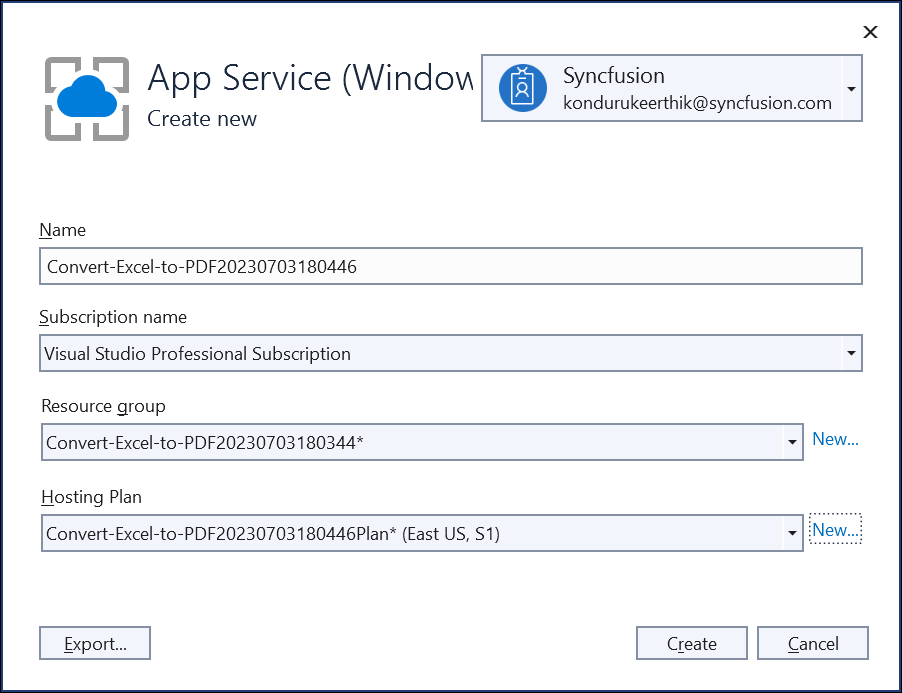 App Service (Window
Create new
Syncfusion
kondurukeerthik@syncfusion.com
Name
Convert-Excel-to-PDF20230703180446
Subscription name
Visual Studio Professional Subscription
Resource group
Convert-Excel-to-PDF20230703180344*
New...
Hosting Plan
Convert-Excel-to-PDF20230703180446Plan* (East US, S1)
New...
Export...
Create
Cancel